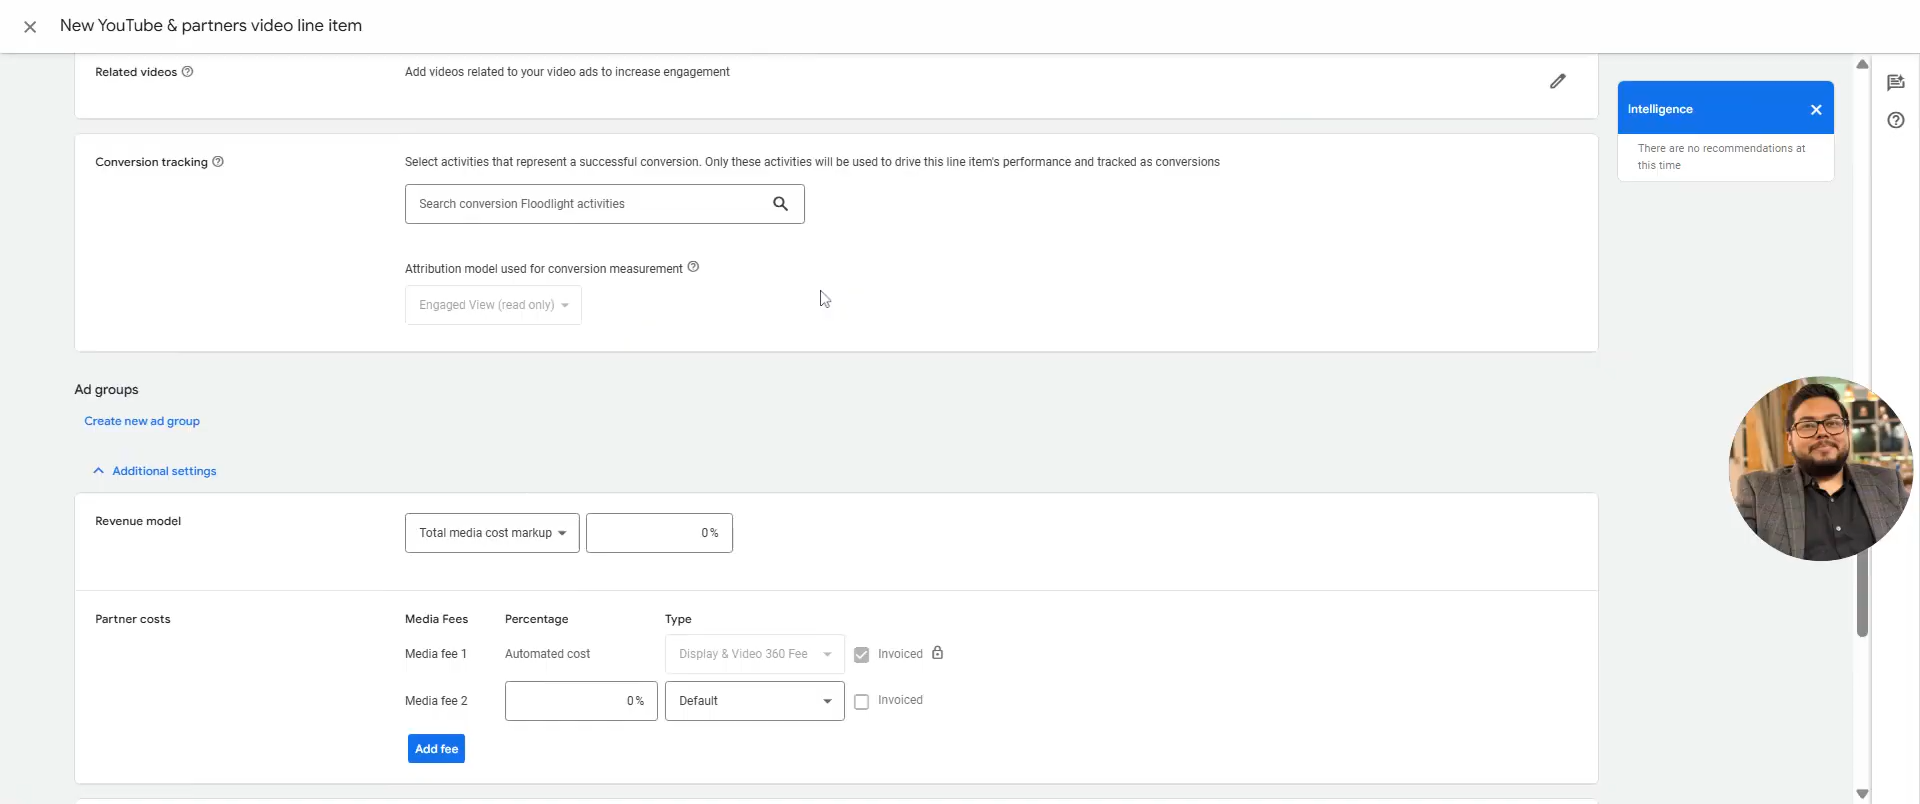 New YouTube & partners video line item
Related videos
Add videos related to your video ads to increase engagement
Intelligence
There are no recommendations at
this time
Conversion tracking
Select activities that represent a successful conversion. Only these activities will be used to drive this line item's performance and tracked as conversions
Search conversion Floodlight activities
Attribution model used for conversion measurement
Engaged View (read only)
Ad groups
Create new ad group
Additional settings
Revenue model
Total media cost markup
0 %
Partner costs
Media Fees Percentage Type
Media fee 1 Automated cost Display & Video 360 Fee Invoiced
Media fee 2 0 % Default Invoiced
Add fee